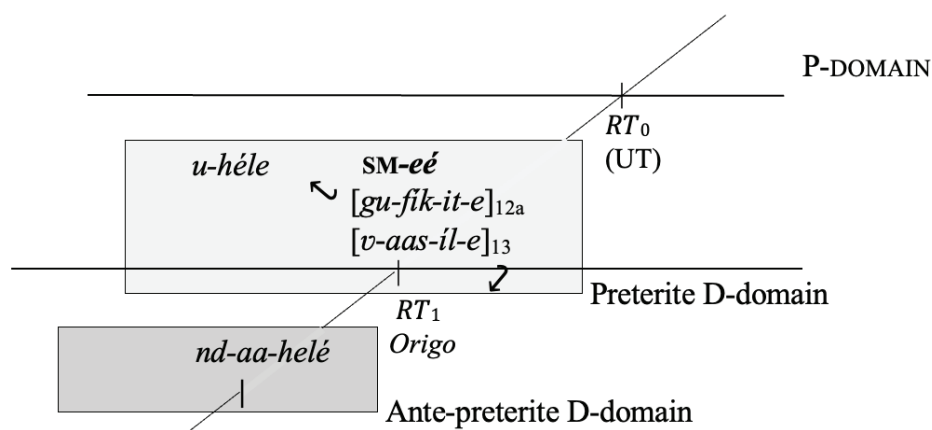 P-DOMAIN
RT0
(UT)
u-héle SM-eé
[gu-fík-it-e]12a
[ʋ-aas-íl-e]13
Preterite D-domain
RT1
Origo
nd-aa-helé
Ante-preterite D-domain